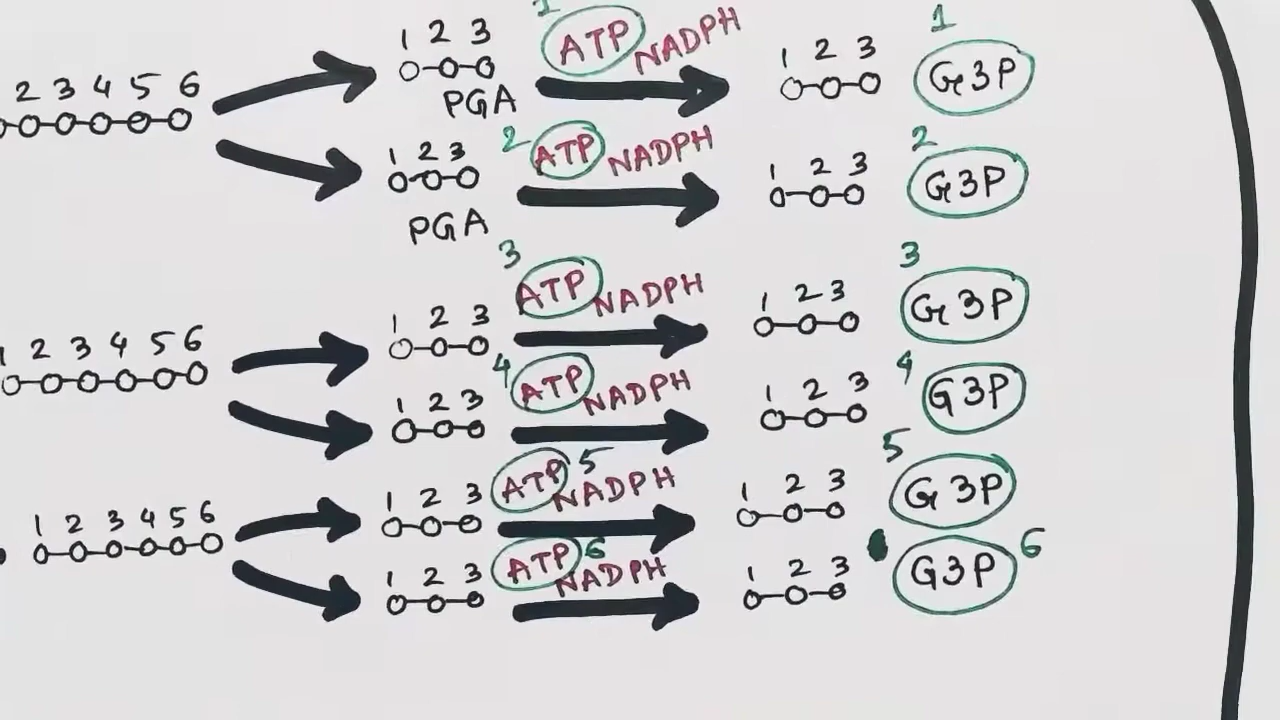 1
ATP NADPH
1 2 3
1 2 3
1
G3P
2 3 4 5 6
PGA
2
ATP NADPH
1 2 3
1 2 3
2
G3P
PGA
3
ATP NADPH
1 2 3
1 2 3
3
G3P
1 2 3 4 5 6
4
ATP NADPH
1 2 3
1 2 3
4
G3P
ATP 5
NADPH
1 2 3
1 2 3
5
G3P
1 2 3 4 5 6
ATP 6
NADPH
1 2 3
1 2 3
G3P 6